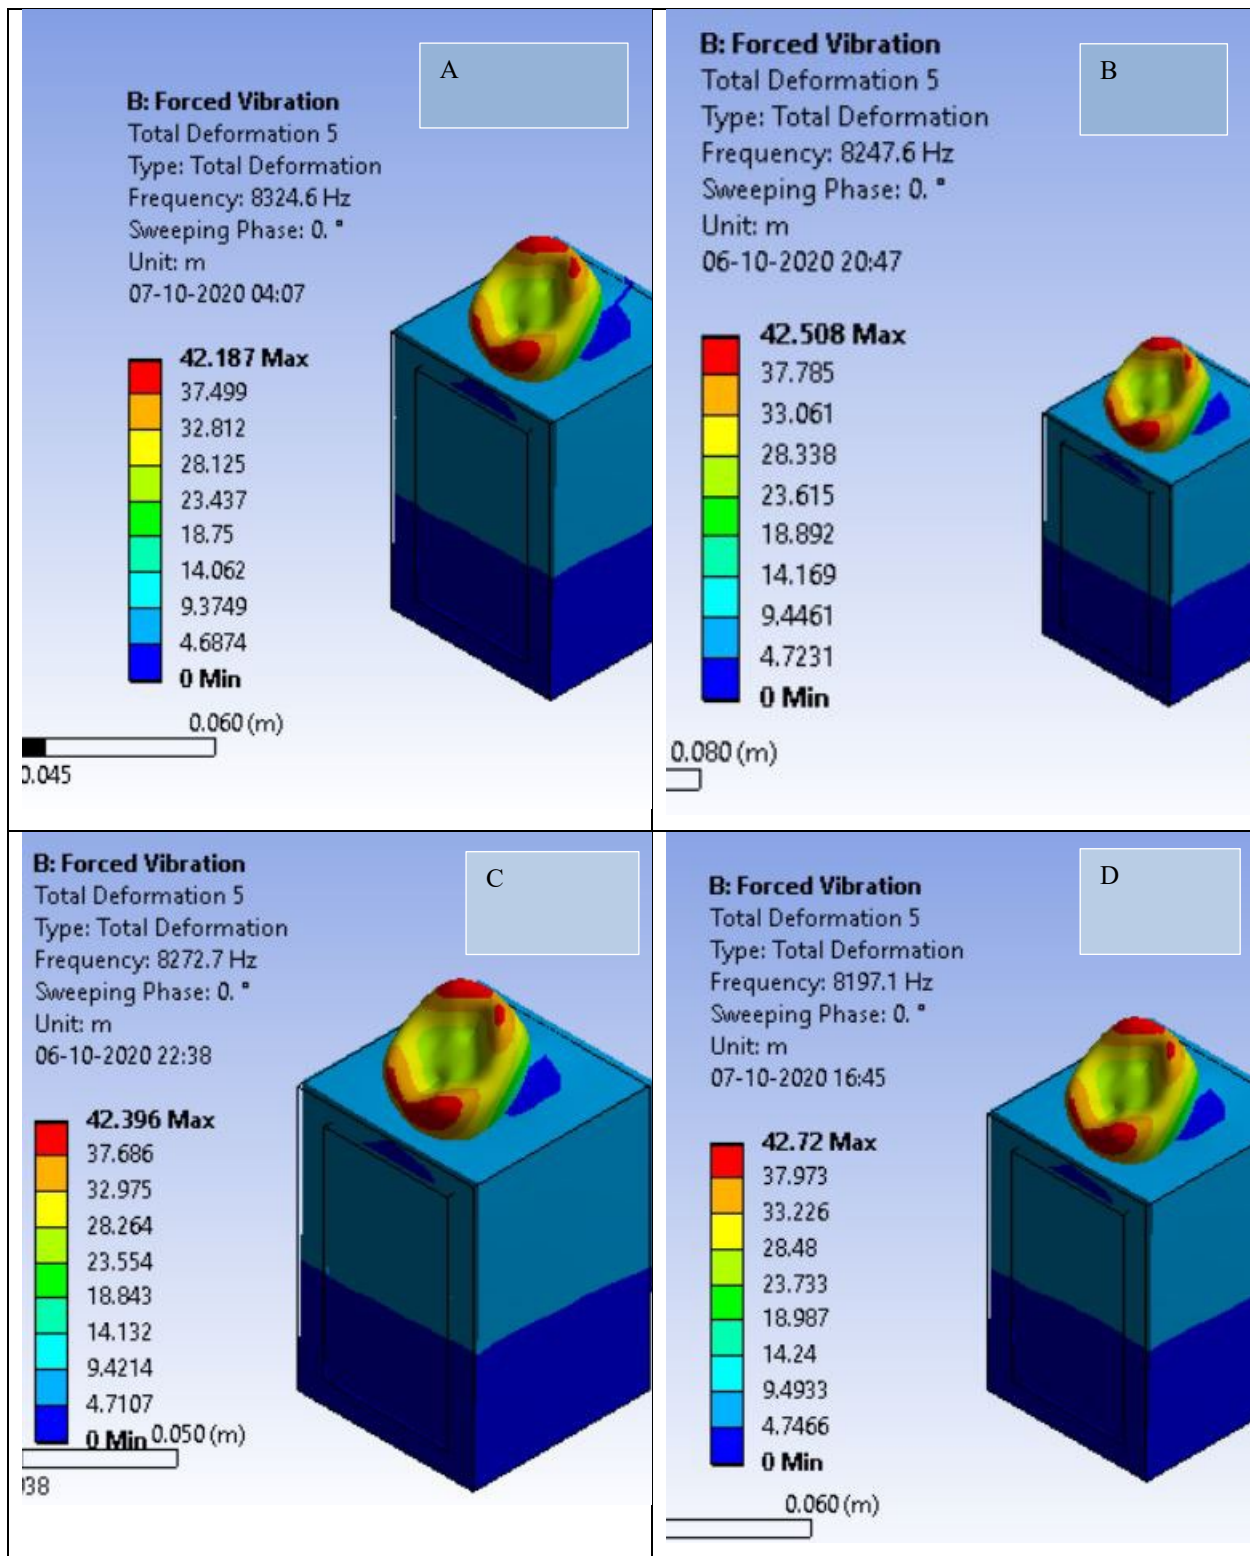 A
B: Forced Vibration
Total Deformation 5
Type: Total Deformation
Frequency: 8324.6 Hz
Sweeping Phase: 0. °
Unit: m
07-10-2020 04:07
42.187 Max
37.499
32.812
28.125
23.437
18.75
14.062
9.3749
4.6874
0 Min
0.060 (m)
0.045
B
B: Forced Vibration
Total Deformation 5
Type: Total Deformation
Frequency: 8247.6 Hz
Sweeping Phase: 0. °
Unit: m
06-10-2020 20:47
42.508 Max
37.785
33.061
28.338
23.615
18.892
14.169
9.4461
4.7231
0 Min
0.080 (m)
C
B: Forced Vibration
Total Deformation 5
Type: Total Deformation
Frequency: 8272.7 Hz
Sweeping Phase: 0. °
Unit: m
06-10-2020 22:38
42.396 Max
37.686
32.975
28.264
23.554
18.843
14.132
9.4214
4.7107
0 Min
0.050 (m)
38
D
B: Forced Vibration
Total Deformation 5
Type: Total Deformation
Frequency: 8197.1 Hz
Sweeping Phase: 0. °
Unit: m
07-10-2020 16:45
42.72 Max
37.973
33.226
28.48
23.733
18.987
14.24
9.4933
4.7466
0 Min
0.060 (m)